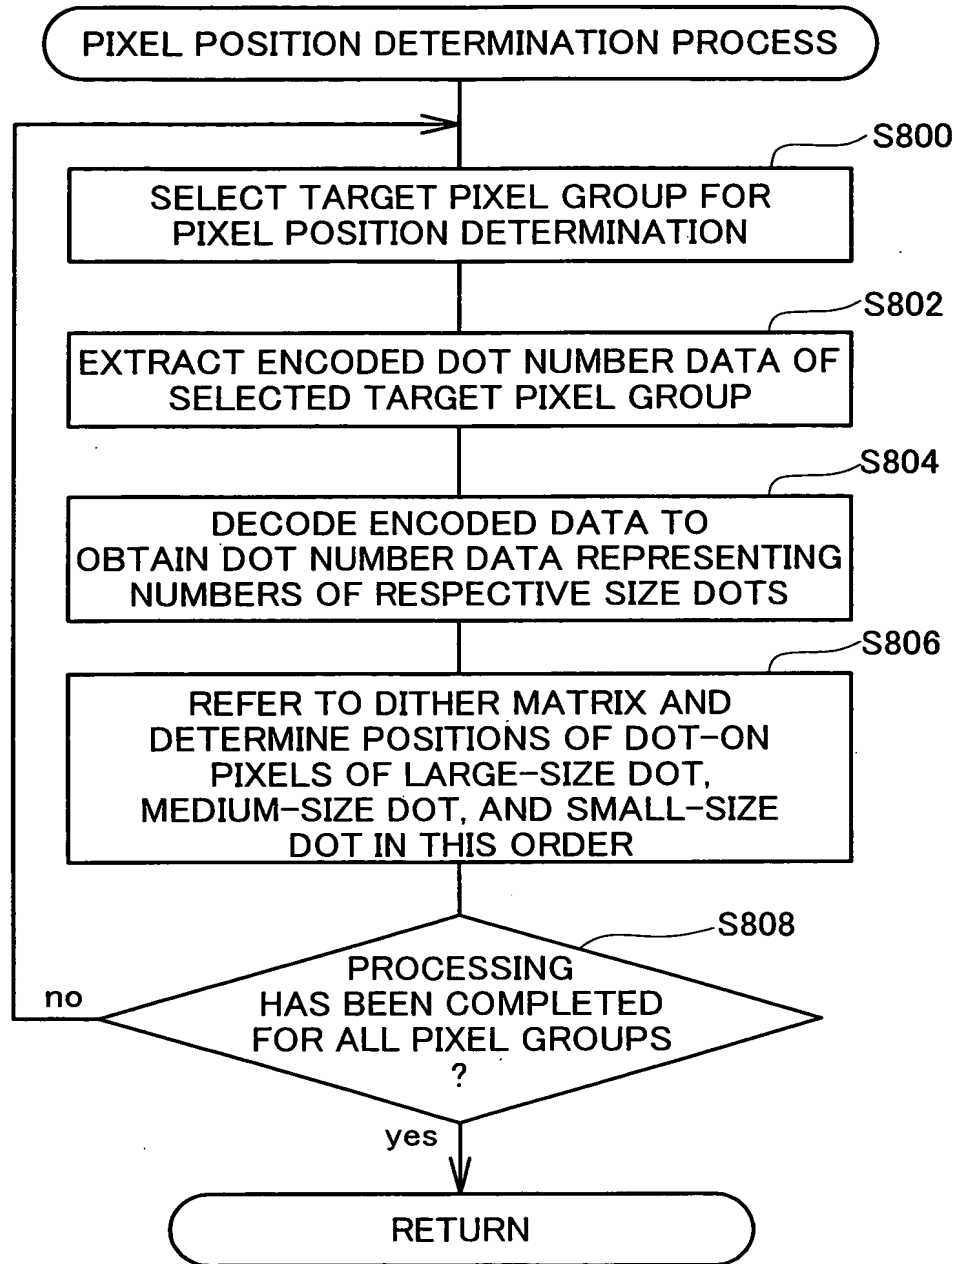 PIXEL POSITION DETERMINATION PROCESS
S800
SELECT TARGET PIXEL GROUP FOR
PIXEL POSITION DETERMINATION
S802
EXTRACT ENCODED DOT NUMBER DATA OF
SELECTED TARGET PIXEL GROUP
S804
DECODE ENCODED DATA TO
OBTAIN DOT NUMBER DATA REPRESENTING
NUMBERS OF RESPECTIVE SIZE DOTS
S806
REFER TO DITHER MATRIX AND
DETERMINE POSITIONS OF DOT-ON
PIXELS OF LARGE-SIZE DOT,
MEDIUM-SIZE DOT, AND SMALL-SIZE
DOT IN THIS ORDER
S808
PROCESSING
HAS BEEN COMPLETED
FOR ALL PIXEL GROUPS
?
no
yes
RETURN